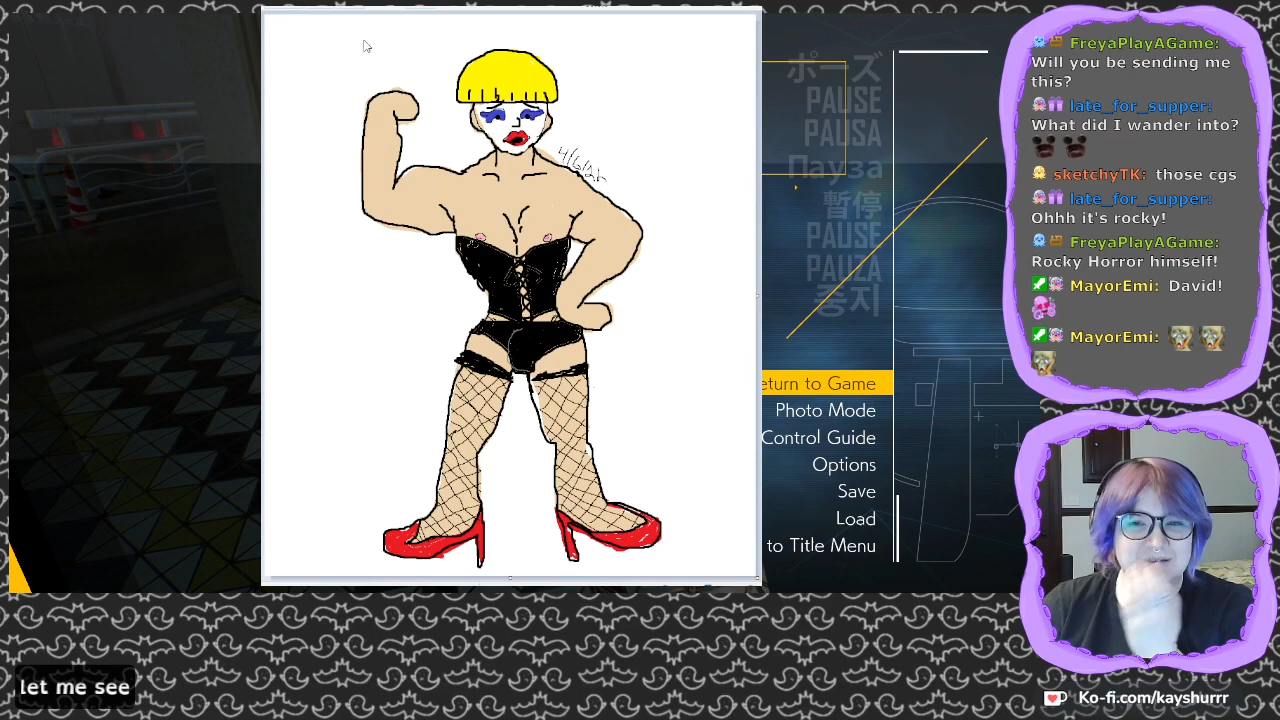 ポーズ
PAUSE
PAUSA
Пауза
暫停
PAUSE
PAUZA
중지
eturn to Game
Photo Mode
Control Guide
Options
Save
Load
to Title Menu
FreyaPlayAGame:
Will you be sending me
this?
late_for_supper:
What did I wander into?
sketchyTK: those cgs
late_for_supper:
Ohhh it's rocky!
FreyaPlayAGame:
Rocky Horror himself!
MayorEmi: David!
MayorEmi:
let me see
Ko-fi.com/kayshurrr